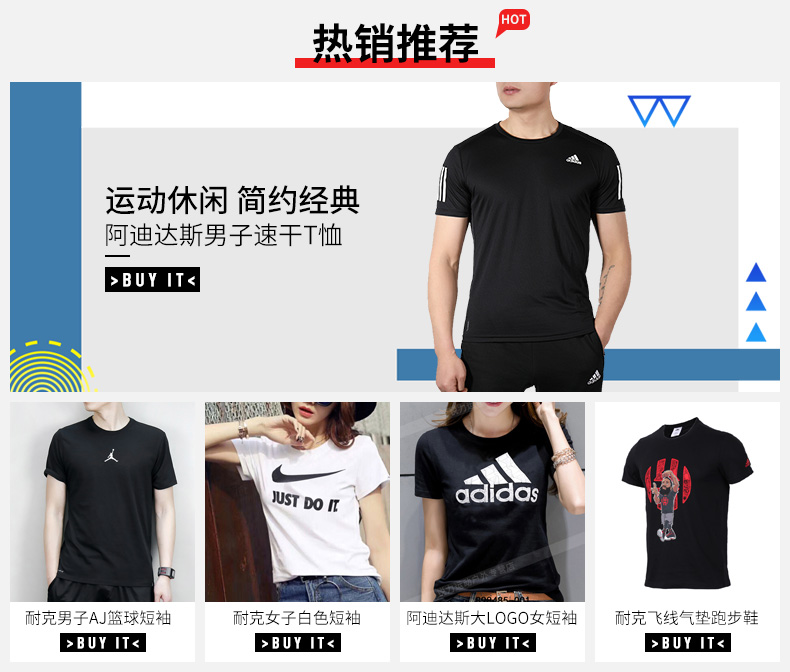 热销推荐
HOT
运动休闲 简约经典
阿迪达斯男子速干T恤
>BUY IT<
JUST DO IT.
adidas
耐克男子AJ篮球短袖
耐克女子白色短袖
阿迪达斯大LOGO女短袖
耐克飞线气垫跑步鞋
>BUY IT<
>BUY IT<
>BUY IT<
>BUY IT<